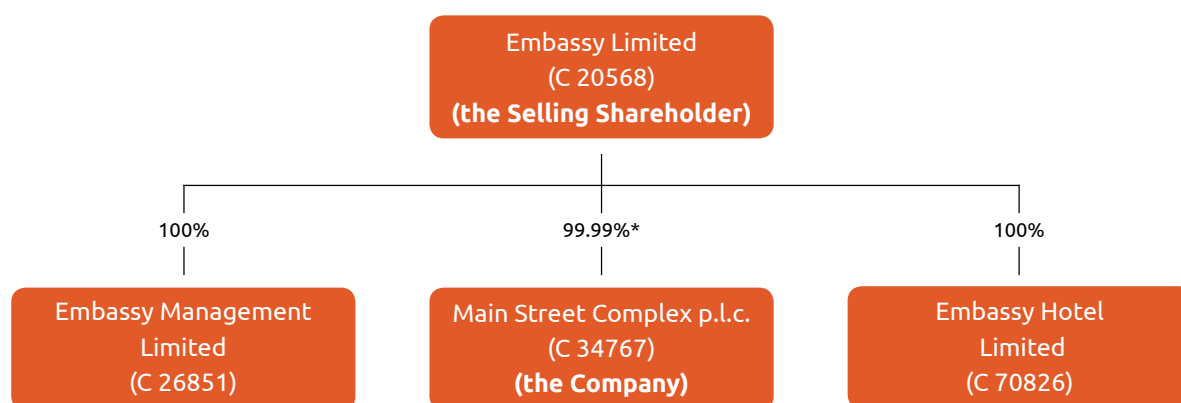 Embassy Limited
(C 20568)
(the Selling Shareholder)
100%
99.99%*
100%
Embassy Management
Limited
(C 26851)
Main Street Complex p.l.c.
(C 34767)
(the Company)
Embassy Hotel
Limited
(C 70826)